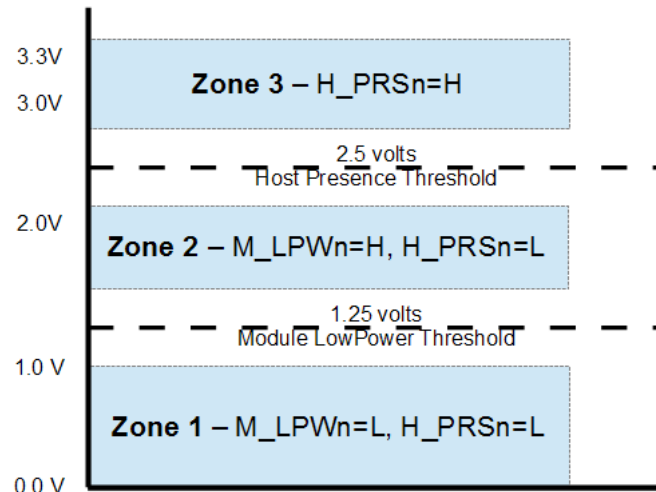 3.3V
Zone 3 – H_PRSn=H
3.0V
2.5 volts
Host Presence Threshold
2.0V
Zone 2 – M_LPWn=H, H_PRSn=L
1.25 volts
Module LowPower Threshold
1.0 V
Zone 1 – M_LPWn=L, H_PRSn=L
0.0 V